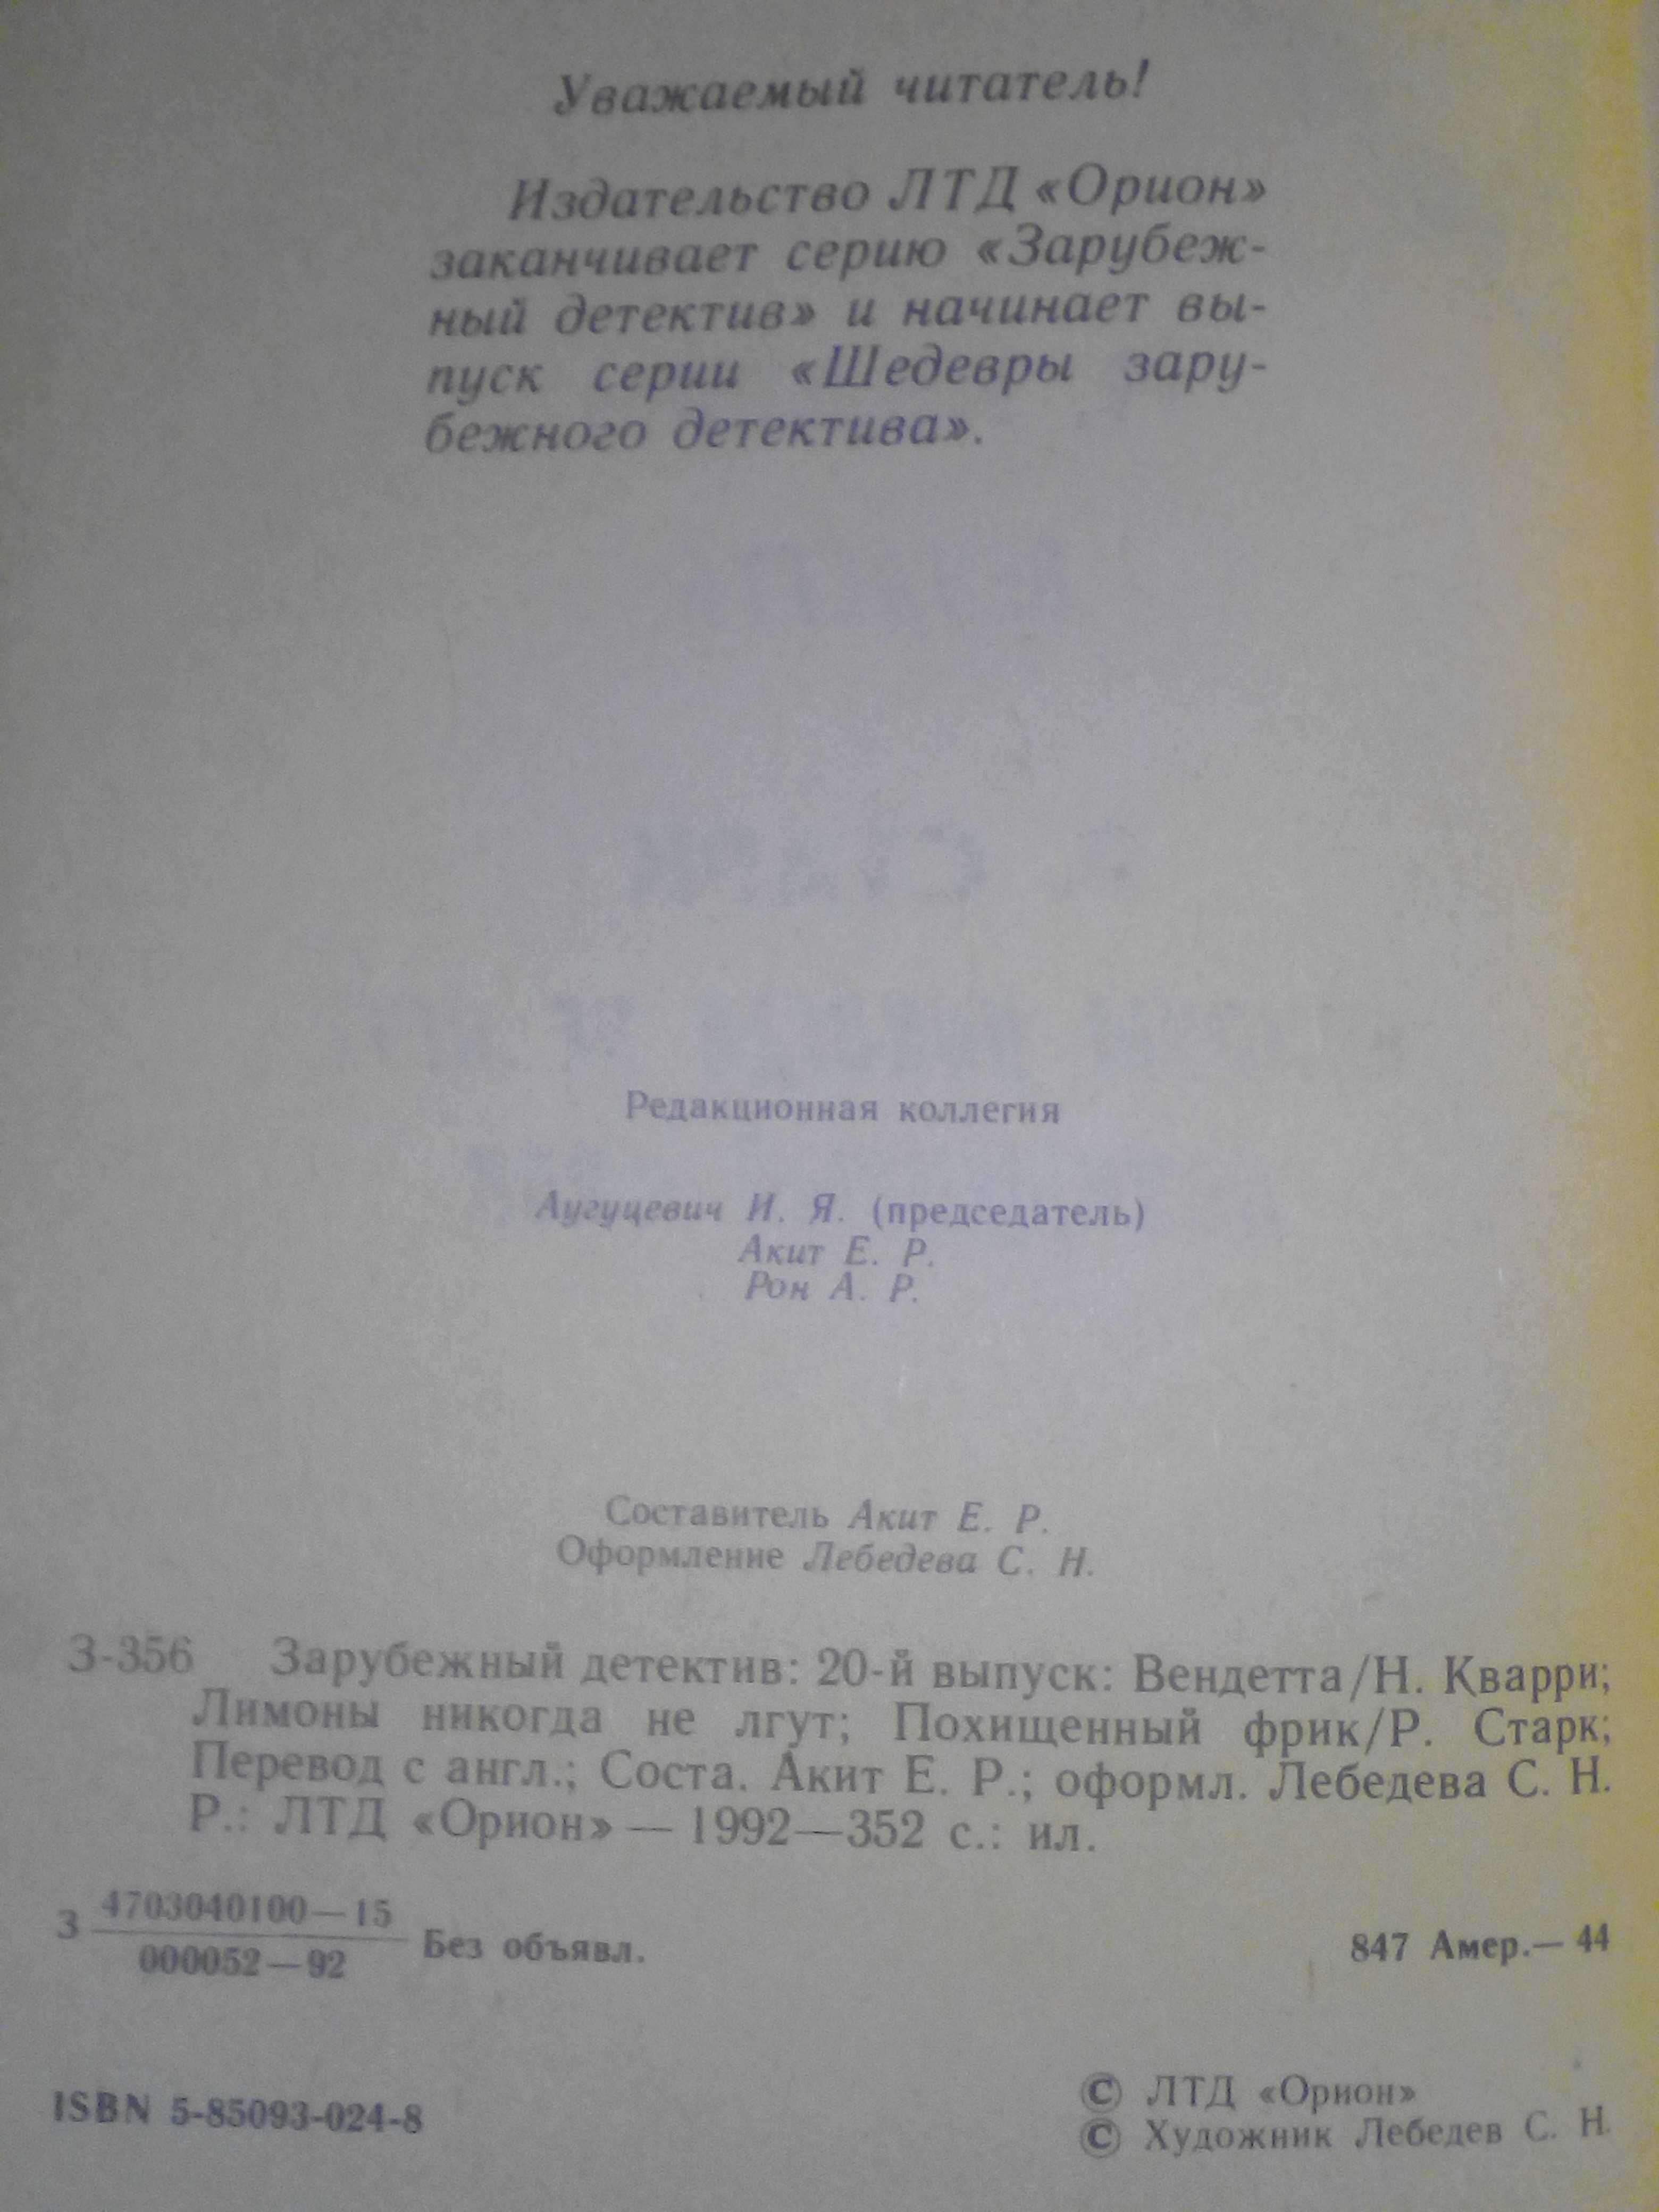 Уважаемый читатель!
Издательство ЛТД «Орион»
заканчивает серию «Зарубеж-
ный детектив» и начинает вы-
пуск серии «Шедевры зару-
бежного детектива».
Редакционная коллегия
Аугуцевич И. Я. (председатель)
Акит Е. Р.
Рон А. Р.
Составитель Акит Е. Р.
Оформление Лебедева С. Н.
З-356 Зарубежный детектив: 20-й выпуск: Вендетта/Н. Кварри;
Лимоны никогда не лгут; Похищенный фрик/Р. Старк;
Перевод с англ.; Соста. Акит Е. Р.; оформл. Лебедева С. Н.
Р.: ЛТД «Орион» — 1992—352 с.: ил.
З 4703040100—15
000052—92 Без объявл.
847 Амер.— 44
ISBN 5-85093-024-8
© ЛТД «Орион»
© Художник Лебедев С. Н.